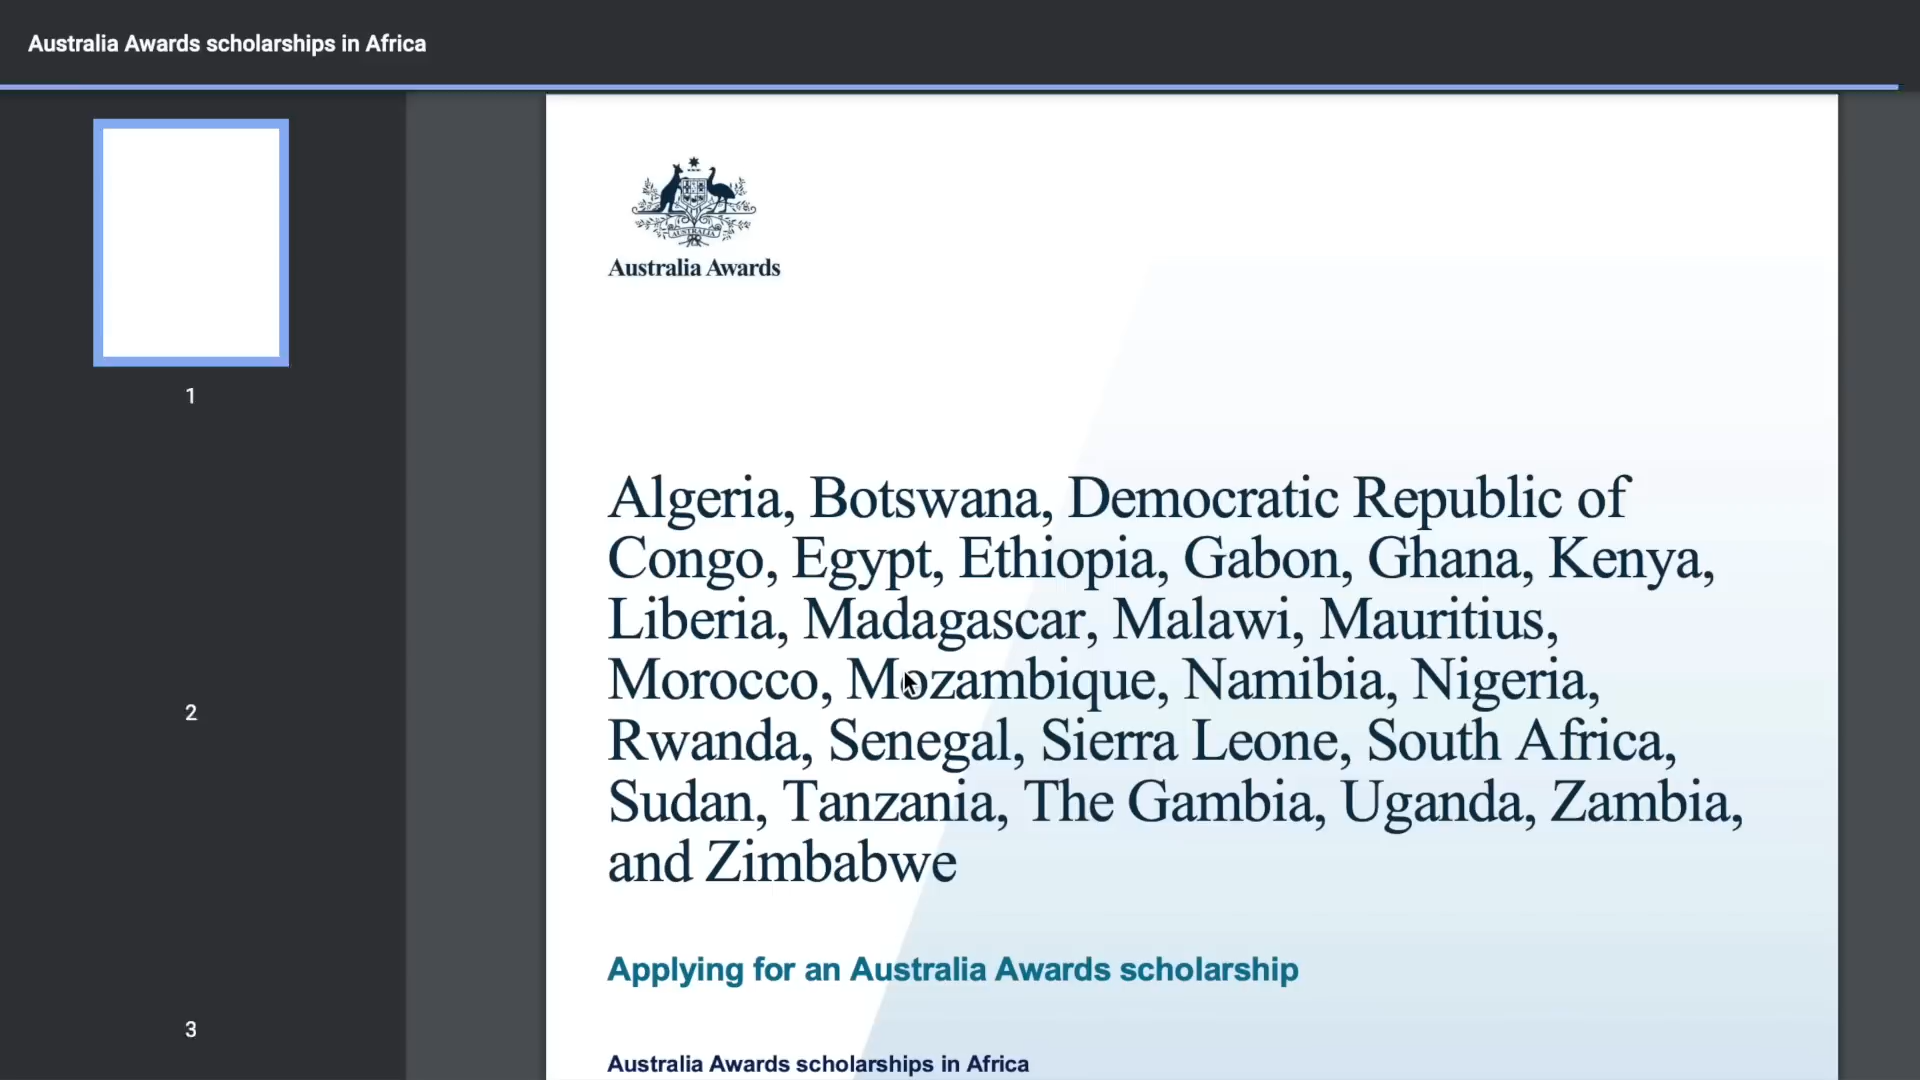 Australia Awards scholarships in Africa
1
2
3
AUSTRALIA
Australia Awards
Algeria, Botswana, Democratic Republic of
Congo, Egypt, Ethiopia, Gabon, Ghana, Kenya,
Liberia, Madagascar, Malawi, Mauritius,
Morocco, Mozambique, Namibia, Nigeria,
Rwanda, Senegal, Sierra Leone, South Africa,
Sudan, Tanzania, The Gambia, Uganda, Zambia,
and Zimbabwe
Applying for an Australia Awards scholarship
Australia Awards scholarships in Africa